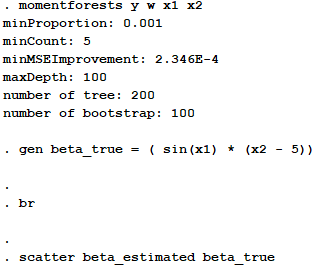 . momentforests y w x1 x2
minProportion: 0.001
minCount: 5
minMSEImprovement: 2.346E-4
maxDepth: 100
number of tree: 200
number of bootstrap: 100
. gen beta_true = ( sin(x1) * (x2 - 5))
.
. br
.
. scatter beta_estimated beta_true